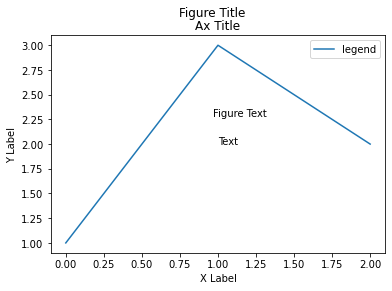 Figure Title
Ax Title
3.00
2.75
2.50
2.25
2.00
1.75
1.50
1.25
1.00
Y Label
legend
Figure Text
Text
0.00 0.25 0.50 0.75 1.00 1.25 1.50 1.75 2.00
X Label